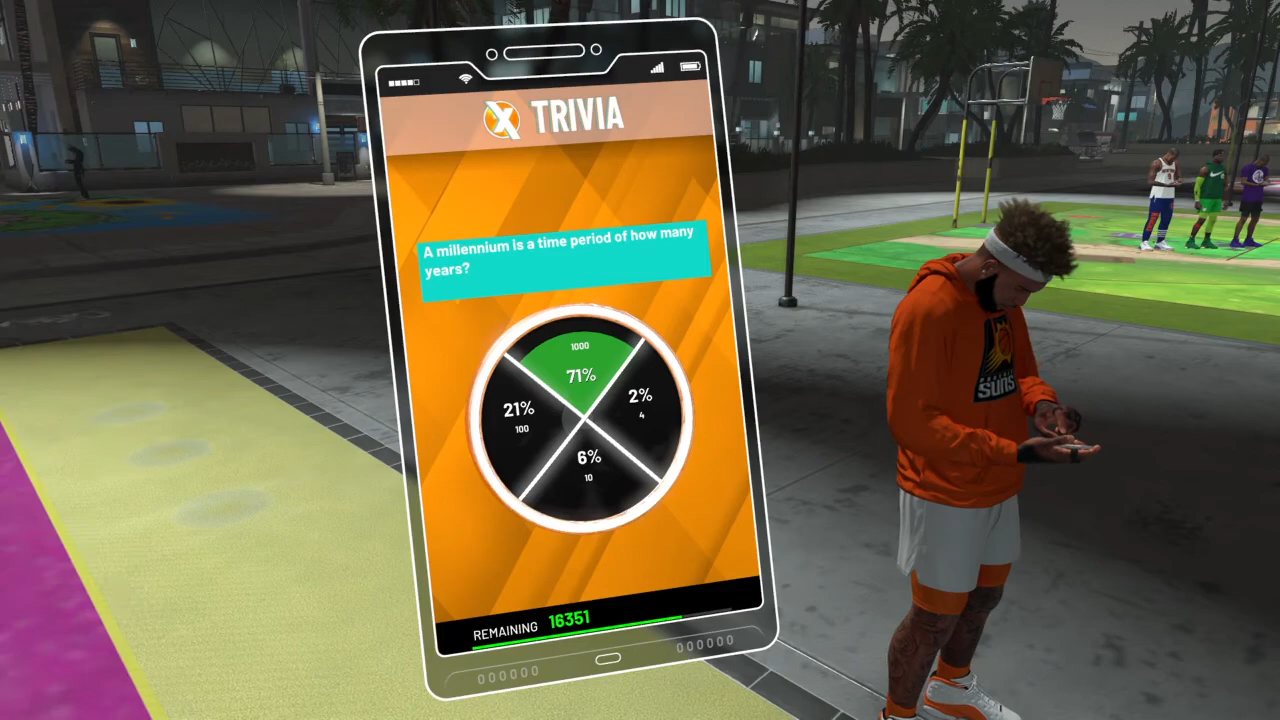 X TRIVIA
A millennium is a time period of how many
years?
1000
71%
21%
100
2%
4
6%
10
REMAINING 16351
SUNS